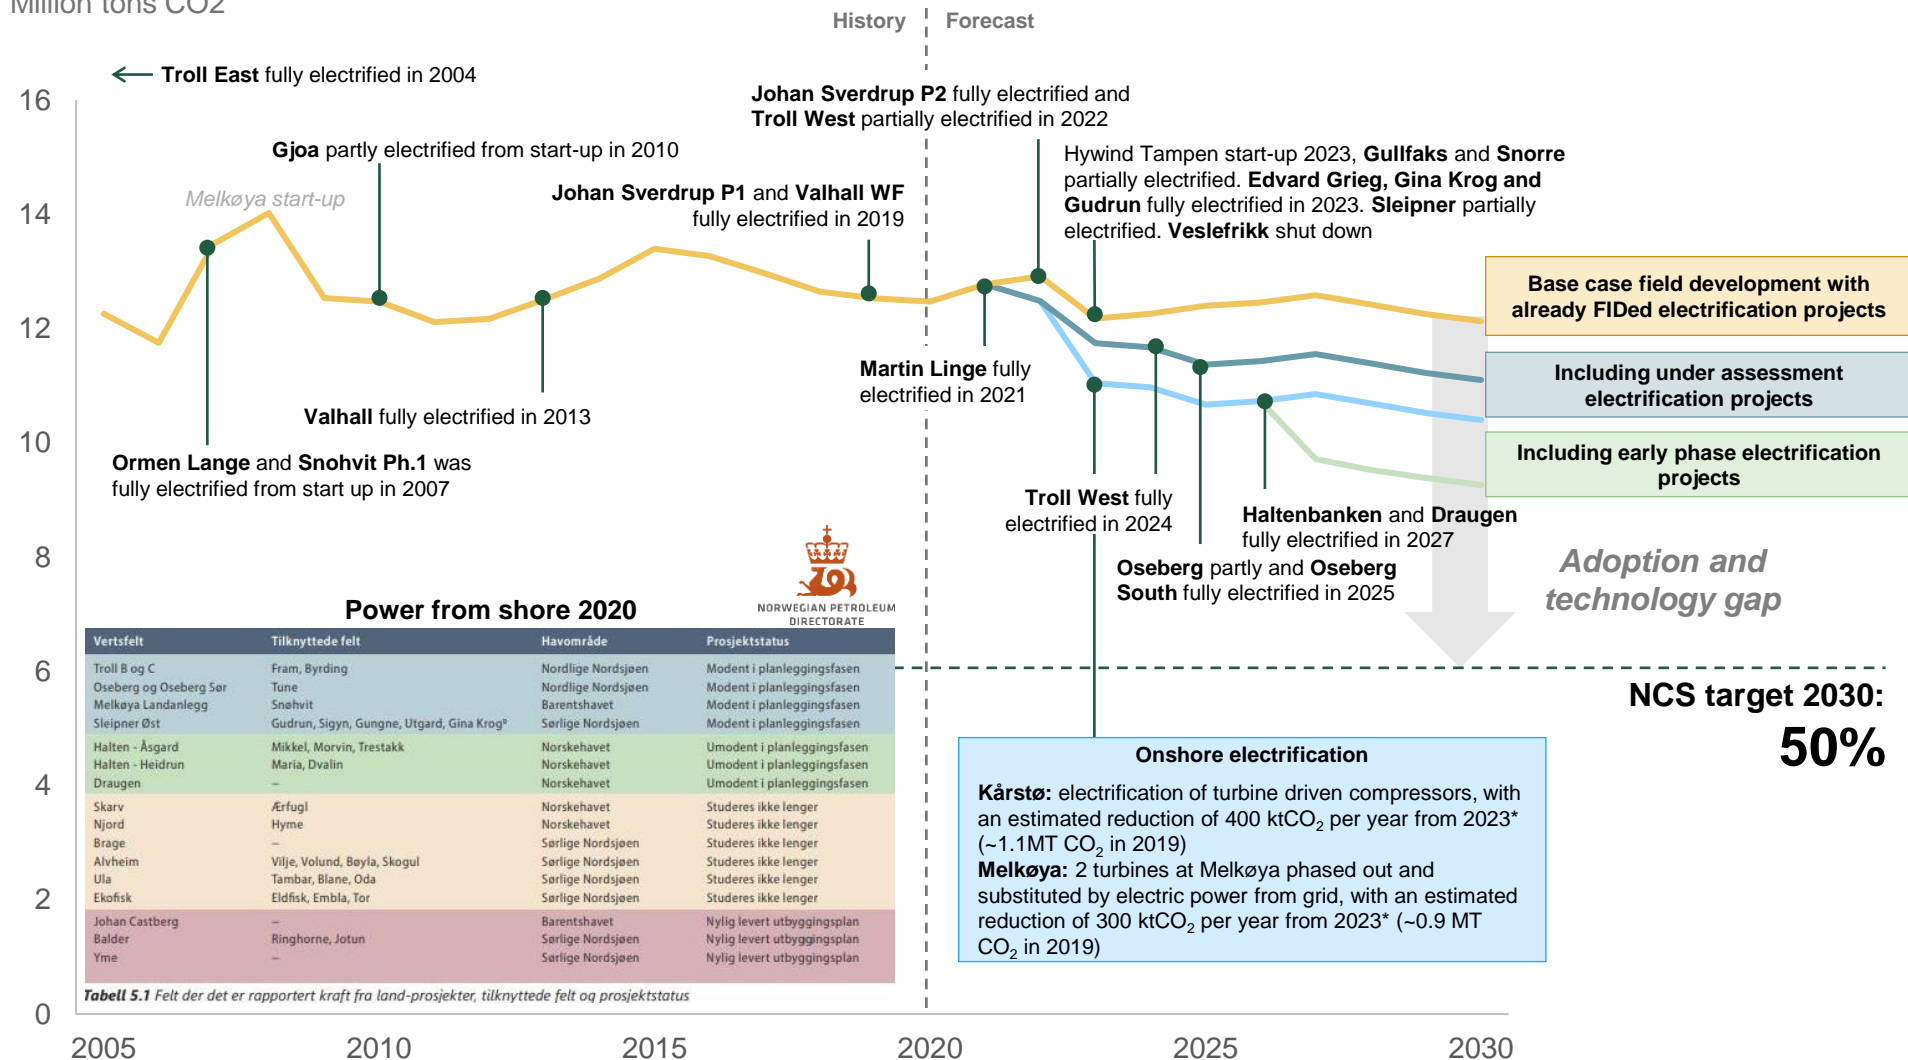 Million tons CO2
History
Forecast
Troll East fully electrified in 2004
16
14
12
10
8
6
4
2
0
2005
2010
2015
2020
2025
2030
Melkøya start-up
Gjoa partly electrified from start-up in 2010
Johan Sverdrup P1 and Valhall WF
fully electrified in 2019
Johan Sverdrup P2 fully electrified and
Troll West partially electrified in 2022
Hywind Tampen start-up 2023, Gullfaks and Snorre
partially electrified. Edvard Grieg, Gina Krog and
Gudrun fully electrified in 2023. Sleipner partially
electrified. Veslefrikk shut down
Base case field development with
already FIDed electrification projects
Including under assessment
electrification projects
Including early phase electrification
projects
Martin Linge fully
electrified in 2021
Valhall fully electrified in 2013
Ormen Lange and Snohvit Ph.1 was
fully electrified from start up in 2007
Troll West fully
electrified in 2024
Haltenbanken and Draugen
fully electrified in 2027
Oseberg partly and Oseberg
South fully electrified in 2025
Adoption and
technology gap
NCS target 2030:
50%
NORWEGIAN PETROLEUM
DIRECTORATE
Power from shore 2020
Vertsfelt Tilknyttede felt Havområde Prosjektstatus
Troll B og C Fram, Byrding Nordlige Nordsjøen Modent i planleggingsfasen
Oseberg og Oseberg Sør Tune Nordlige Nordsjøen Modent i planleggingsfasen
Melkøya Landanlegg Snøhvit Barentshavet Modent i planleggingsfasen
Sleipner Øst Gudrun, Sigyn, Gungne, Utgard, Gina Krog⁹ Sørlige Nordsjøen Modent i planleggingsfasen
Halten - Åsgard Mikkel, Morvin, Trestakk Norskehavet Umodent i planleggingsfasen
Halten - Heidrun Maria, Dvalin Norskehavet Umodent i planleggingsfasen
Draugen – Norskehavet Umodent i planleggingsfasen
Skarv Ærfugl Norskehavet Studeres ikke lenger
Njord Hyme Norskehavet Studeres ikke lenger
Brage – Sørlige Nordsjøen Studeres ikke lenger
Alvheim Vilje, Volund, Bøyla, Skogul Sørlige Nordsjøen Studeres ikke lenger
Ula Tambar, Blane, Oda Sørlige Nordsjøen Studeres ikke lenger
Ekofisk Eldfisk, Embla, Tor Sørlige Nordsjøen Studeres ikke lenger
Johan Castberg – Barentshavet Nylig levert utbyggingsplan
Balder Ringhorne, Jotun Sørlige Nordsjøen Nylig levert utbyggingsplan
Yme – Sørlige Nordsjøen Nylig levert utbyggingsplan
Tabell 5.1 Felt der det er rapportert kraft fra land-prosjekter, tilknyttede felt og prosjektstatus
Onshore electrification
Kårstø: electrification of turbine driven compressors, with
an estimated reduction of 400 ktCO₂ per year from 2023*
(~1.1MT CO₂ in 2019)
Melkøya: 2 turbines at Melkøya phased out and
substituted by electric power from grid, with an estimated
reduction of 300 ktCO₂ per year from 2023* (~0.9 MT
CO₂ in 2019)